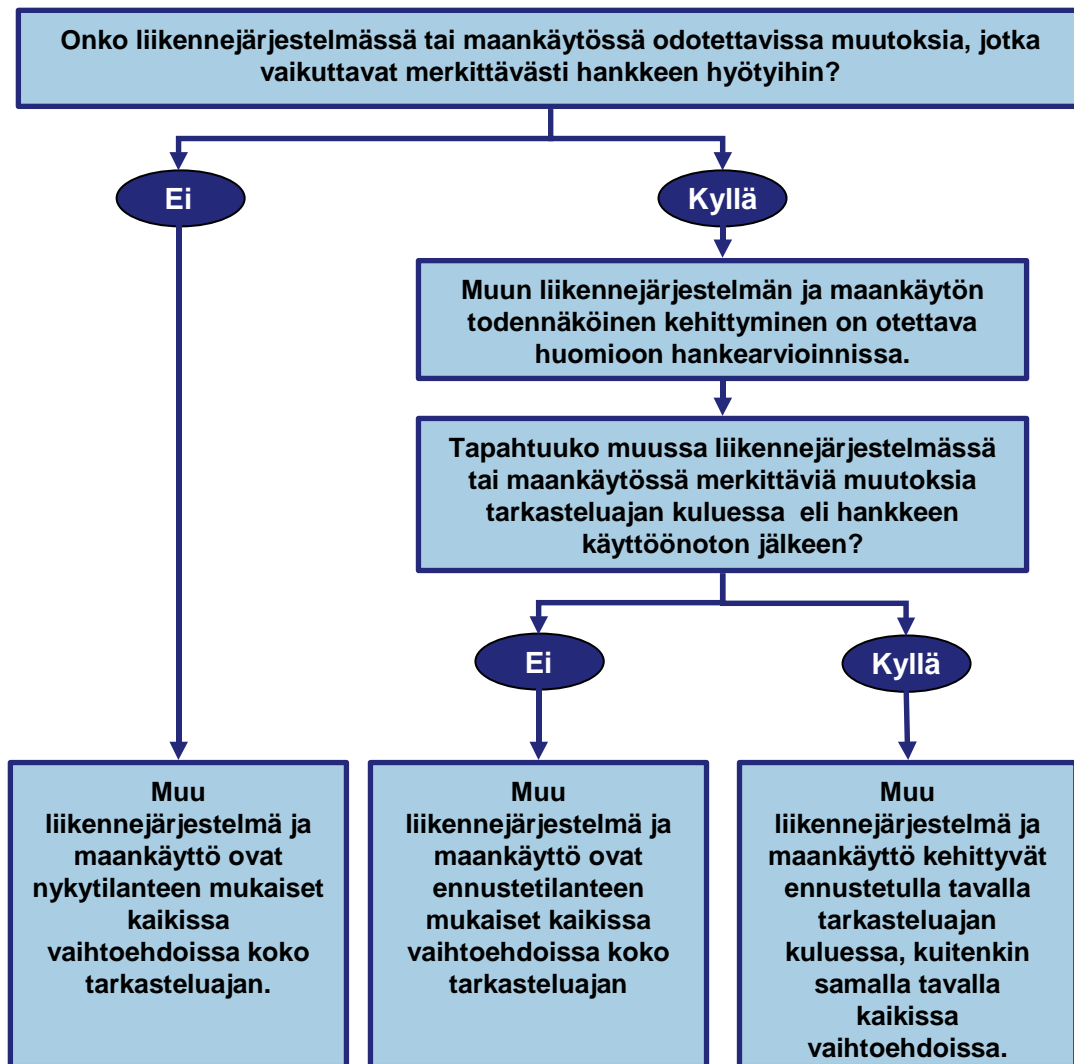 Onko liikennejärjestelmässä tai maankäytössä odotettavissa muutoksia, jotka
vaikuttavat merkittävästi hankkeen hyötyihin?
Ei
Kyllä
Muun liikennejärjestelmän ja maankäytön
todennäköinen kehittyminen on otettava
huomioon hankearvioinnissa.
Tapahtuuko muussa liikennejärjestelmässä
tai maankäytössä merkittäviä muutoksia
tarkasteluajan kuluessa eli hankkeen
käyttöönoton jälkeen?
Ei
Kyllä
Muu
liikennejärjestelmä ja
maankäyttö ovat
nykytilanteen mukaiset
kaikissa
vaihtoehdoissa koko
tarkasteluajan.
Muu
liikennejärjestelmä ja
maankäyttö ovat
ennustetilanteen
mukaiset kaikissa
vaihtoehdoissa koko
tarkasteluajan
Muu
liikennejärjestelmä ja
maankäyttö kehittyvät
ennustetulla tavalla
tarkasteluajan
kuluessa, kuitenkin
samalla tavalla
kaikissa
vaihtoehdoissa.